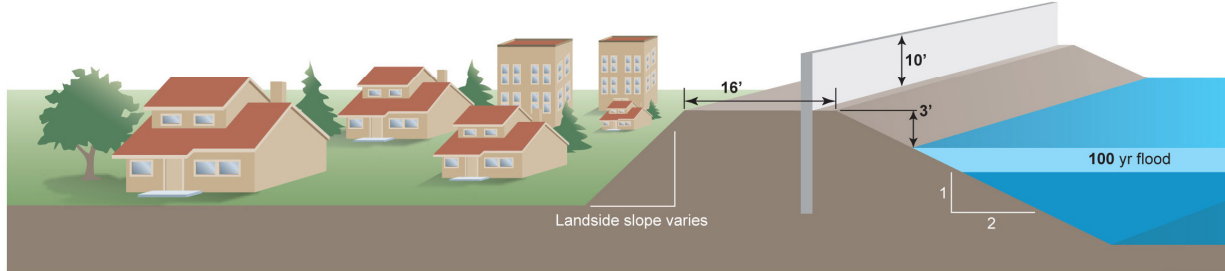 10’
16’
3’
100 yr flood
1
2
Landside slope varies